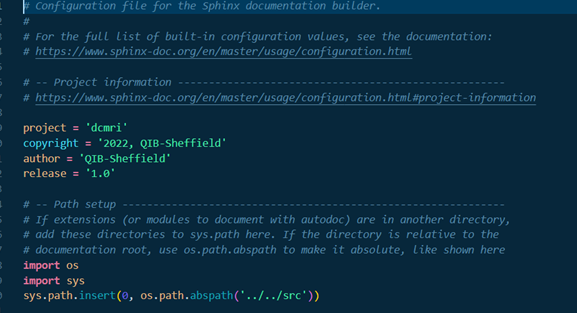 # Configuration file for the Sphinx documentation builder.
#
# For the full list of built-in configuration values, see the documentation:
# https://www.sphinx-doc.org/en/master/usage/configuration.html
# -- Project information -----------------------------------------------------
# https://www.sphinx-doc.org/en/master/usage/configuration.html#project-information
project = 'dcmri'
copyright = '2022, QIB-Sheffield'
author = 'QIB-Sheffield'
release = '1.0'
# -- Path setup --------------------------------------------------------------
# If extensions (or modules to document with autodoc) are in another directory,
# add these directories to sys.path here. If the directory is relative to the
# documentation root, use os.path.abspath to make it absolute, like shown here
import os
import sys
sys.path.insert(0, os.path.abspath('../../src'))